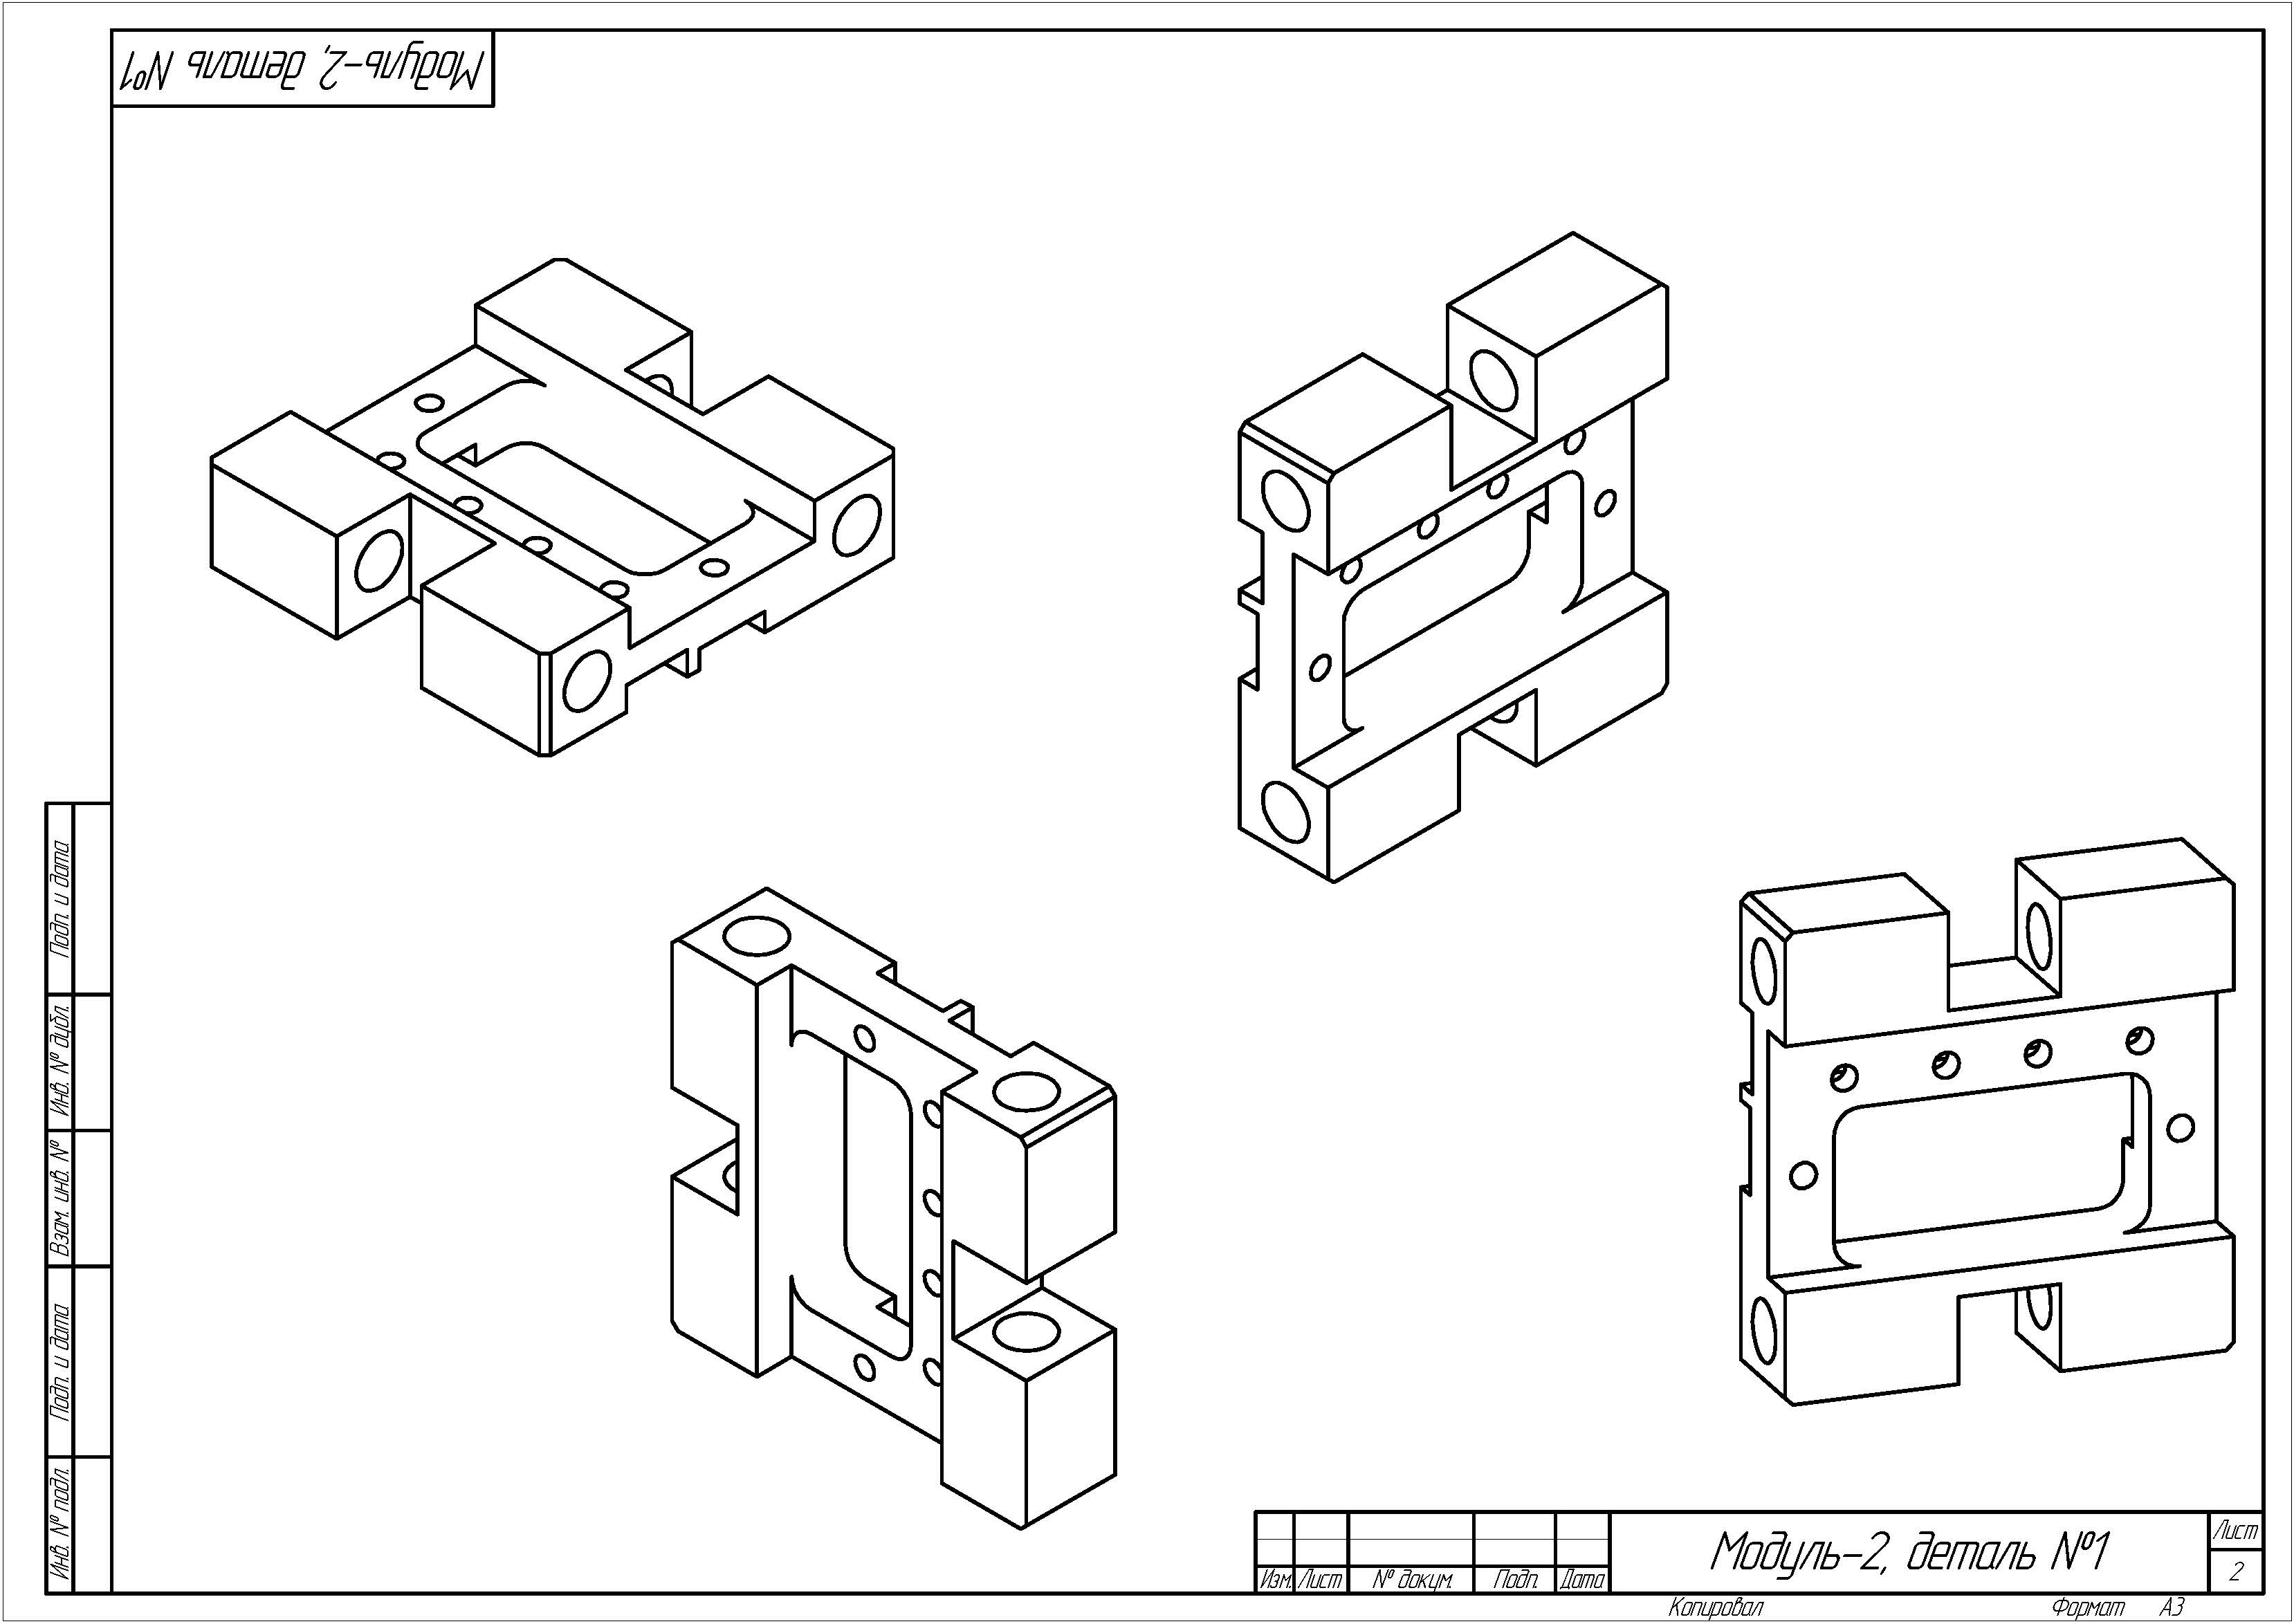 Модуль-2, деталь №1
Подп. и дата
Инв. № дубл.
Взам. инв. №
Подп. и дата
Инв. № подл.
Изм. Лист № докум. Подп. Дата
Модуль-2, деталь №1
Лист
2
Копировал
Формат А3